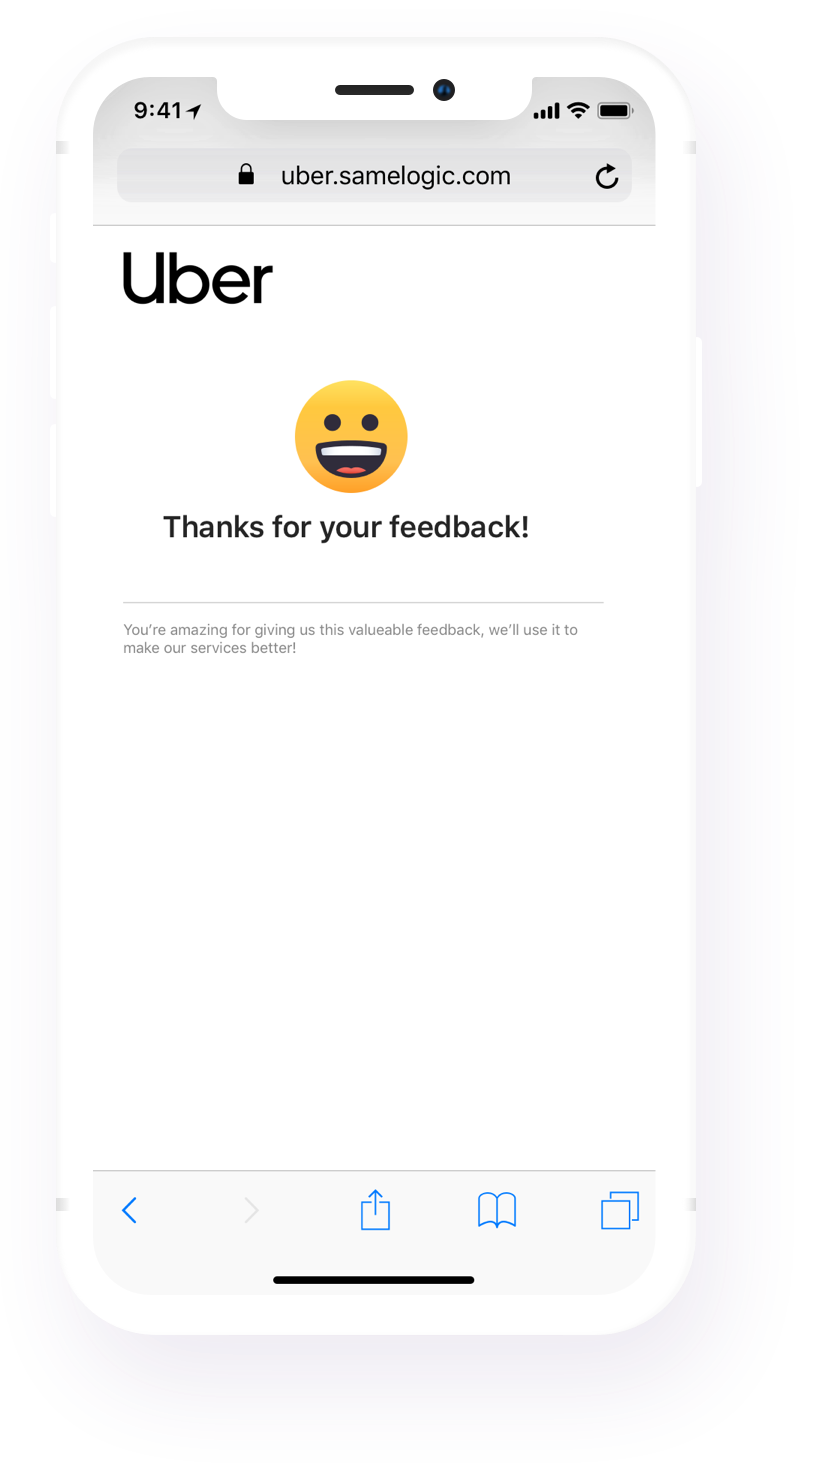 9:41
uber.samelogic.com
Uber
Thanks for your feedback!
You’re amazing for giving us this valueable feedback, we’ll use it to
make our services better!